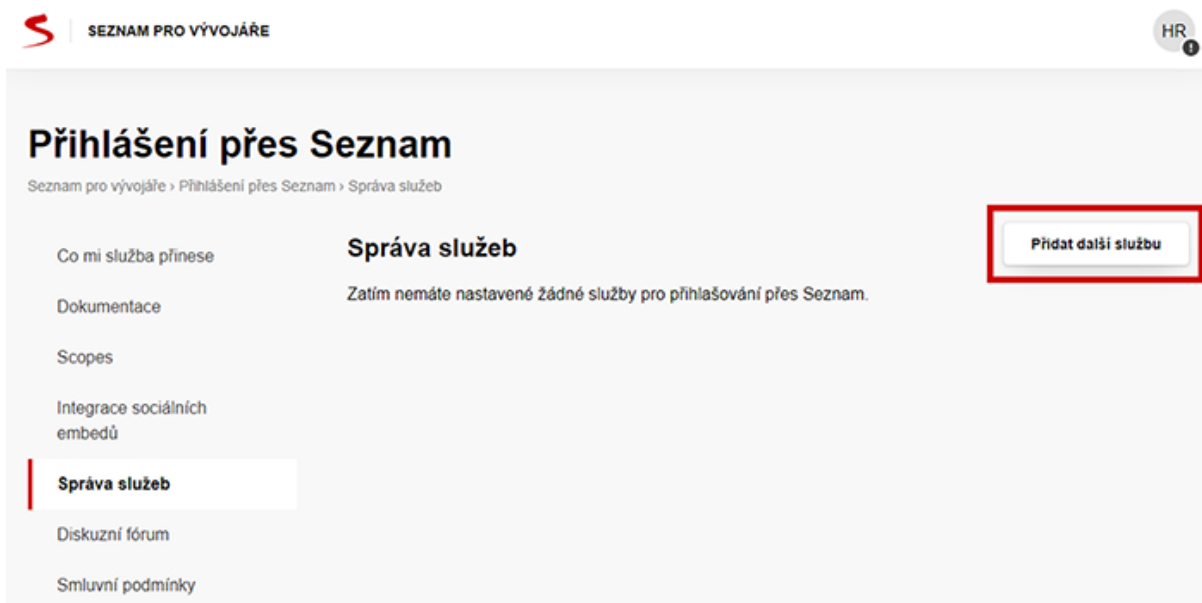 SEZNAM PRO VÝVOJÁŘE
HR
Přihlášení přes Seznam
Seznam pro vývojáře › Přihlášení přes Seznam › Správa služeb
Co mi služba přinese
Dokumentace
Scopes
Integrace sociálních
embedů
Správa služeb
Diskuzní fórum
Smluvní podmínky
Správa služeb
Přidat další službu
Zatím nemáte nastavené žádné služby pro přihlašování přes Seznam.